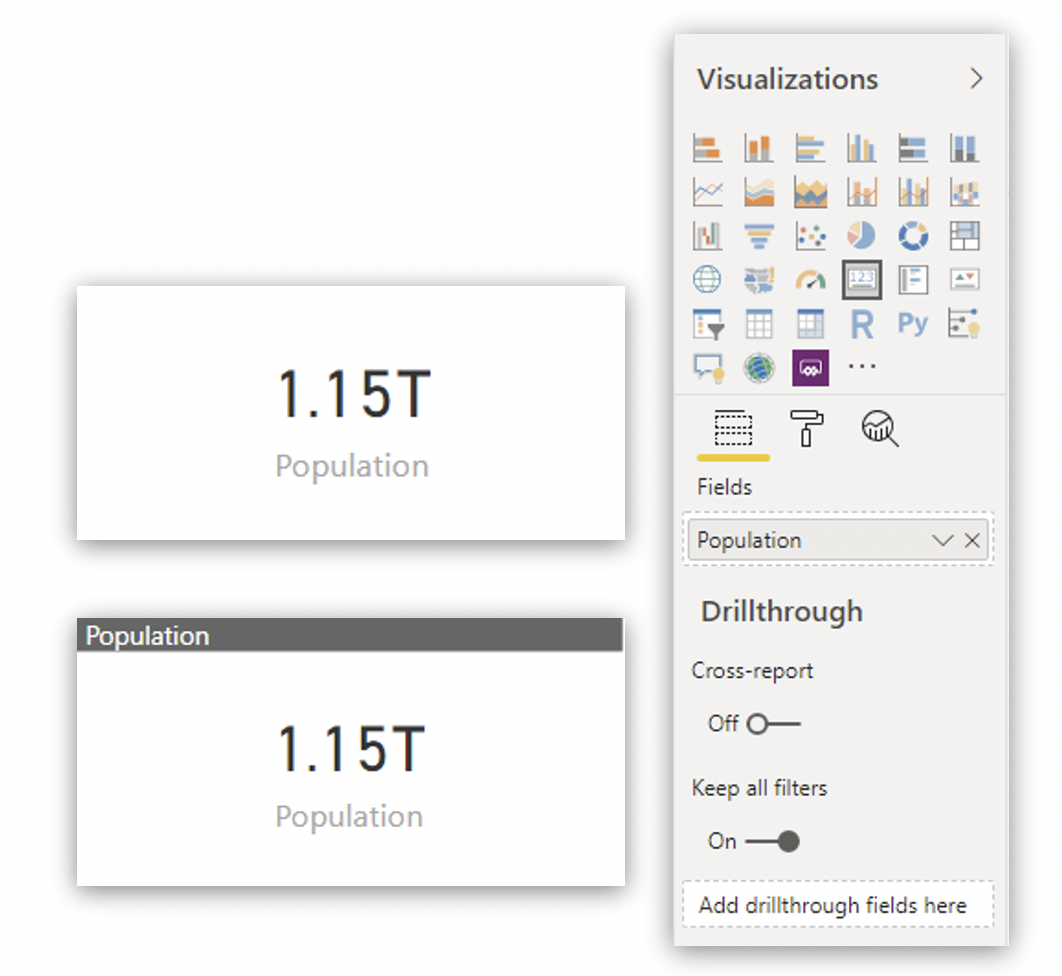 1.15T
Population
Population
1.15T
Population
Visualizations
123
R
Py
Fields
Population
Drillthrough
Cross-report
Off
Keep all filters
On
Add drillthrough fields here